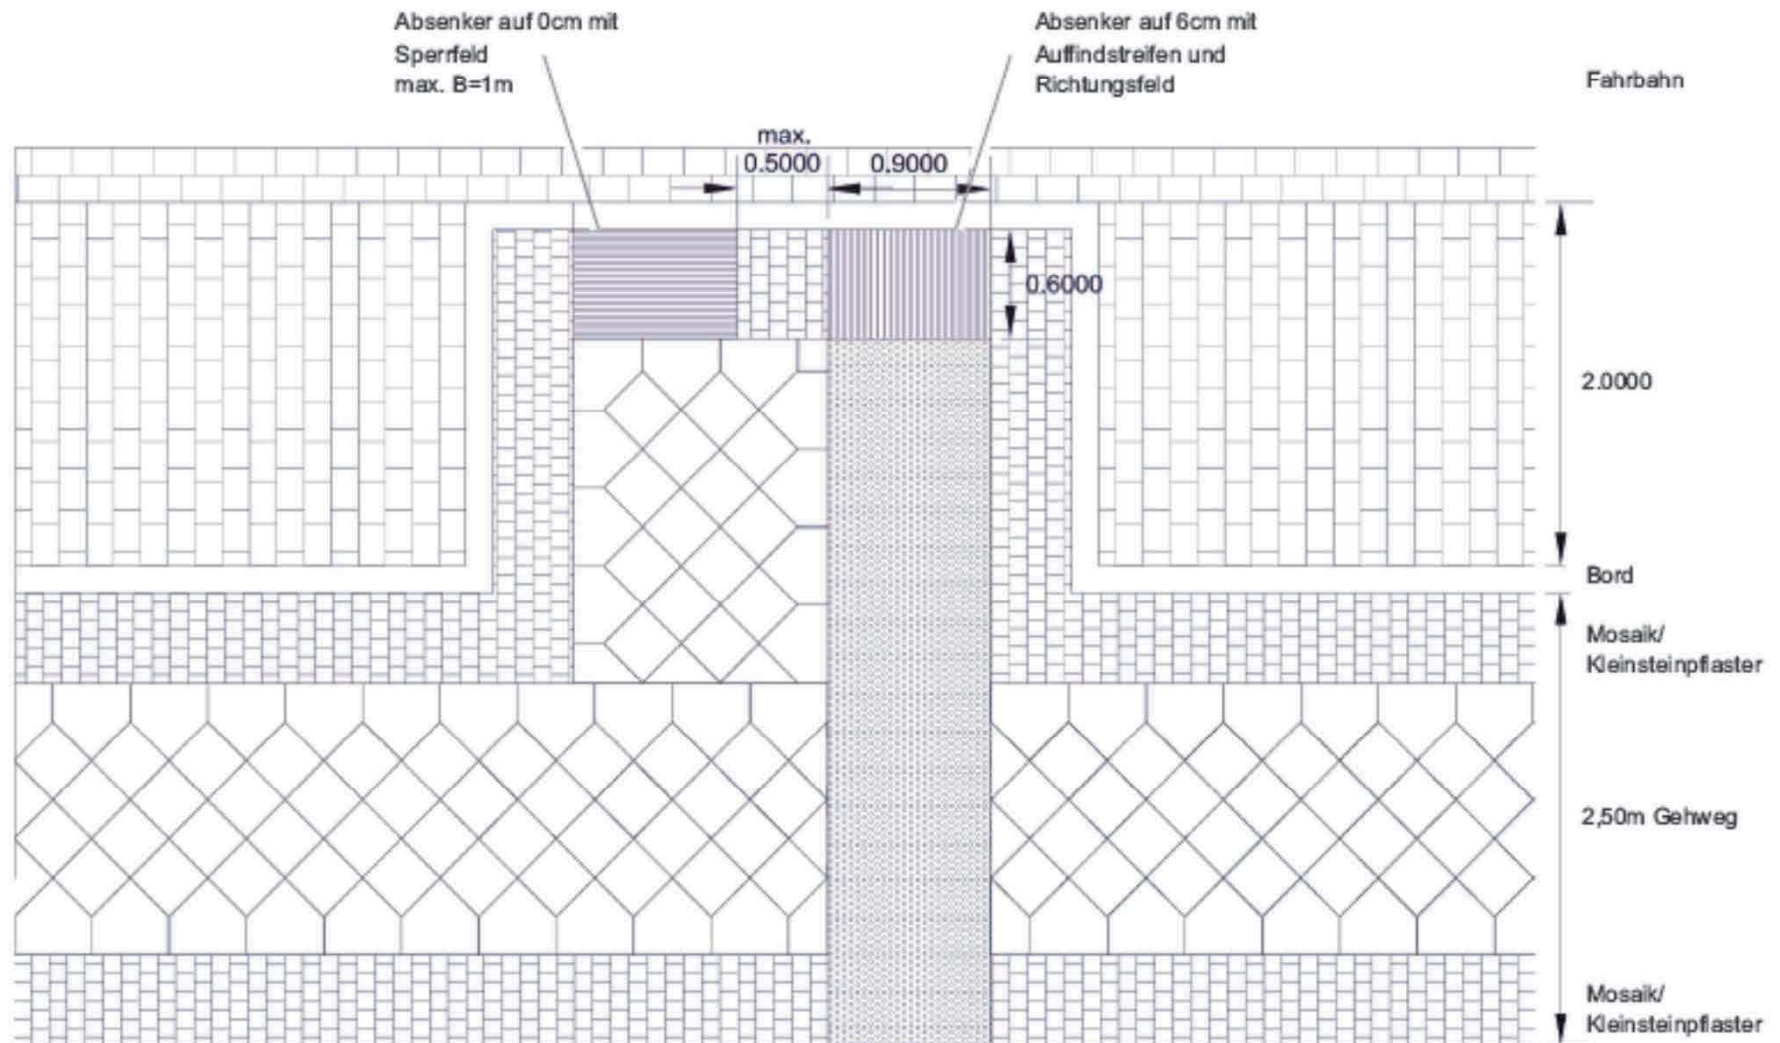 Absenker auf 0cm mit
Sperrfeld
max. B=1m
Absenker auf 6cm mit
Auffindstreifen und
Richtungsfeld
Fahrbahn
max.
0.5000
0.9000
0.6000
2.0000
Bord
Mosaik/
Kleinsteinpflaster
2,50m Gehweg
Mosaik/
Kleinsteinpflaster